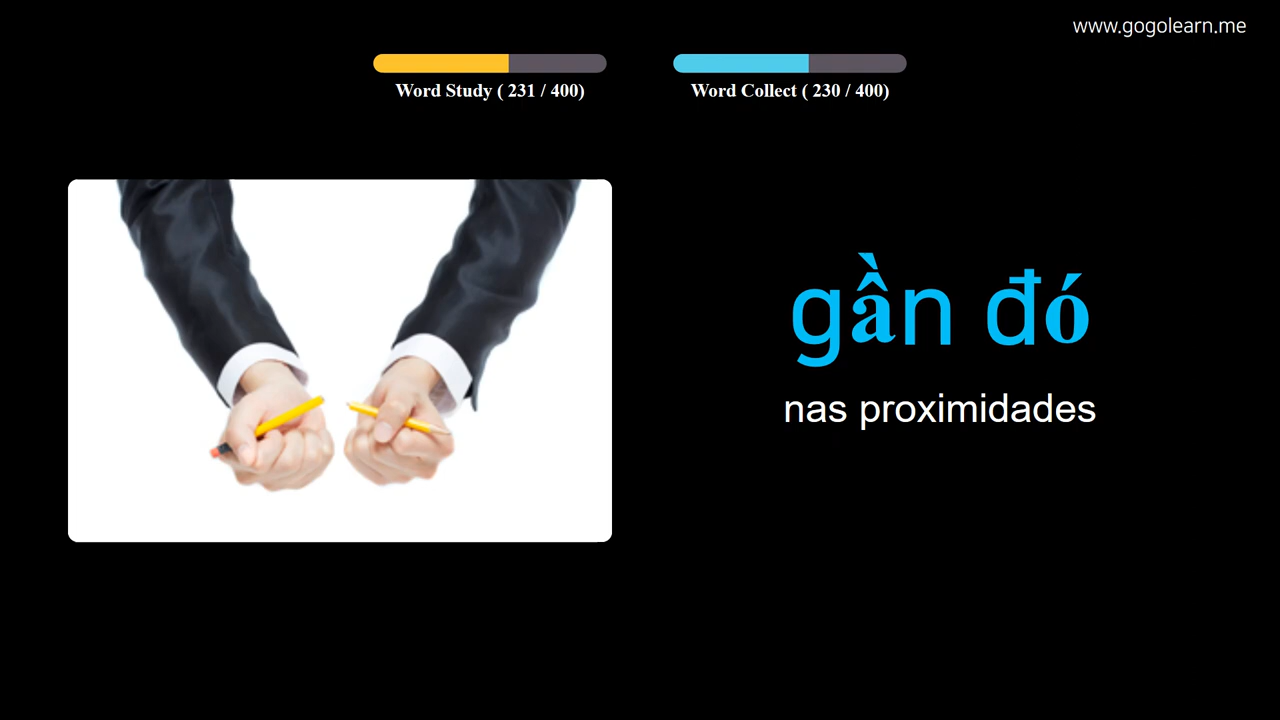 www.gogolearn.me
Word Study ( 231 / 400)
Word Collect ( 230 / 400)
gần đó
nas proximidades